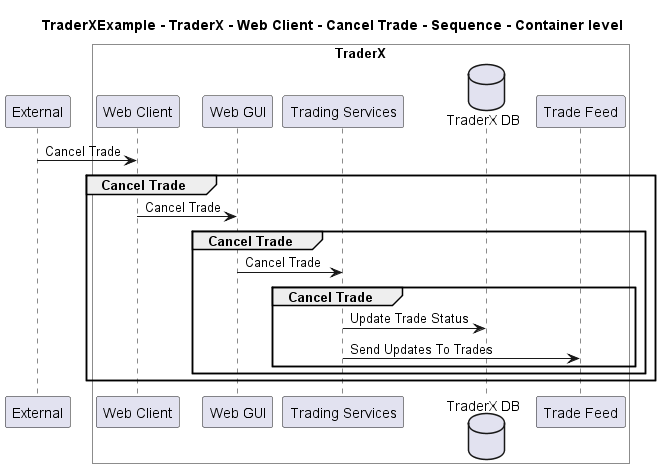 TraderXExample - TraderX - Web Client - Cancel Trade - Sequence - Container level
TraderX
External
Web Client
Web GUI
Trading Services
TraderX DB
Trade Feed
Cancel Trade
Cancel Trade
Cancel Trade
Cancel Trade
Cancel Trade
Cancel Trade
Update Trade Status
Send Updates To Trades
External
Web Client
Web GUI
Trading Services
TraderX DB
Trade Feed